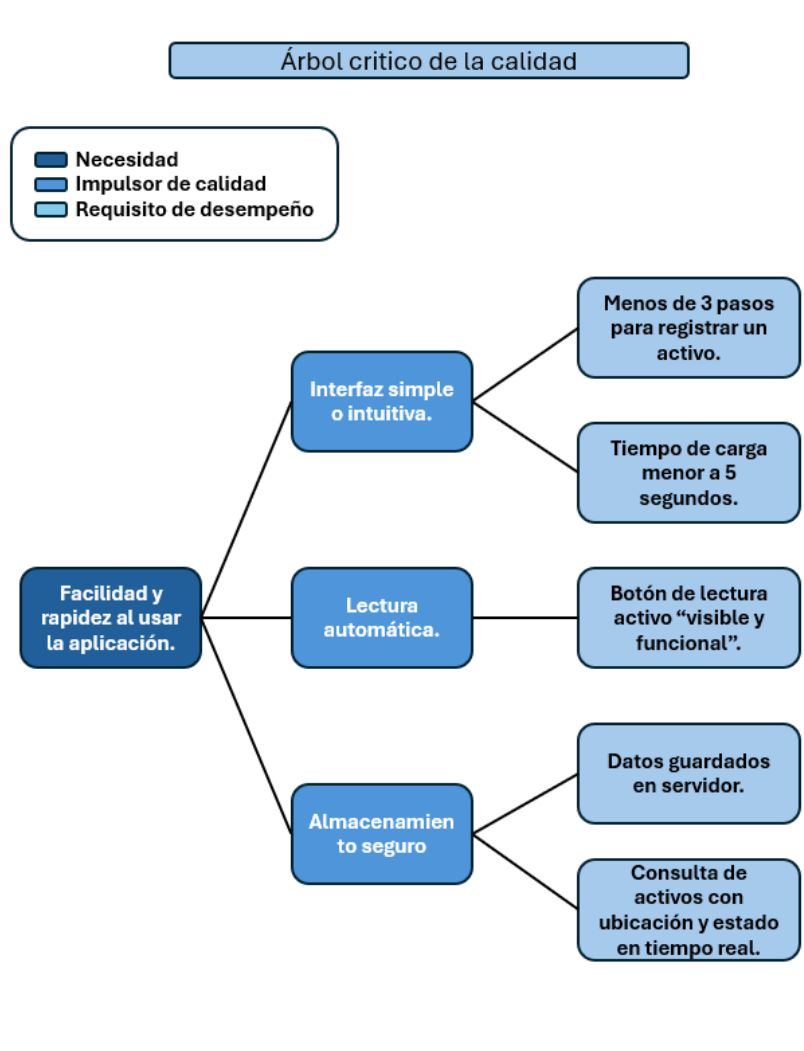 Árbol critico de la calidad
Necesidad
Impulsor de calidad
Requisito de desempeño
Menos de 3 pasos
para registrar un
activo.
Interfaz simple
o intuitiva.
Tiempo de carga
menor a 5
segundos.
Facilidad y
rapidez al usar
la aplicación.
Lectura
automática.
Botón de lectura
activo “visible y
funcional”.
Datos guardados
en servidor.
Almacenamien
to seguro
Consulta de
activos con
ubicación y estado
en tiempo real.